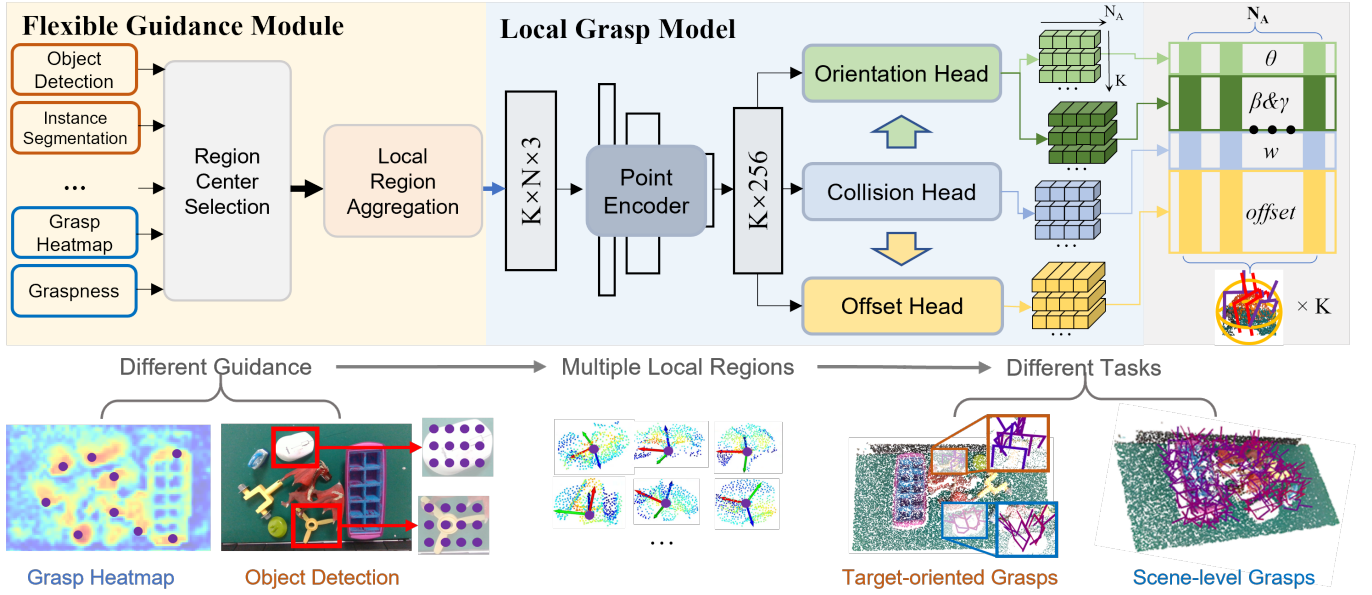 Flexible Guidance Module
Object
Detection
Instance
Segmentation
...
Grasp
Heatmap
Graspness
Region
Center
Selection
Local
Region
Aggregation
Local Grasp Model
K×N×3
Point
Encoder
K×256
Orientation Head
Collision Head
Offset Head
N_A
K
...
...
...
...
N_A
θ
β&γ
w
offset
× K
Different Guidance
Multiple Local Regions
Different Tasks
...
Grasp Heatmap
Object Detection
Target-oriented Grasps
Scene-level Grasps